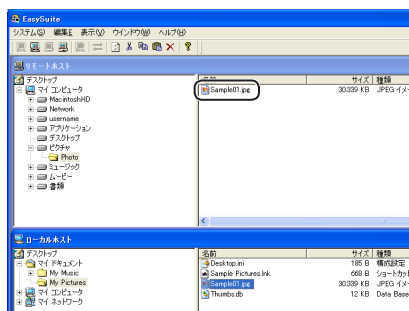 EasySuite
システム(S) 編集E 表示(V) ウインドウ(W) ヘルプ(H)
リモートホスト
デスクトップ
マイ コンピュータ
MacintoshHD
Network
username
アプリケーション
デスクトップ
ピクチャ
Photo
ミュージック
ムービー
書類
名前 サイズ 種類
Sample01.jpg 30.339 KB JPEG イメー
ローカルホスト
デスクトップ
マイ ドキュメント
My Music
My Pictures
マイ コンピュータ
マイ ネットワーク
名前 サイズ 種類
Desktop.ini 185 B 構成設定
Sample Pictures.lnk 668 B ショートカット
Sample01.jpg 30.339 KB JPEG イメー
Thumbs.db 12 KB Data Base